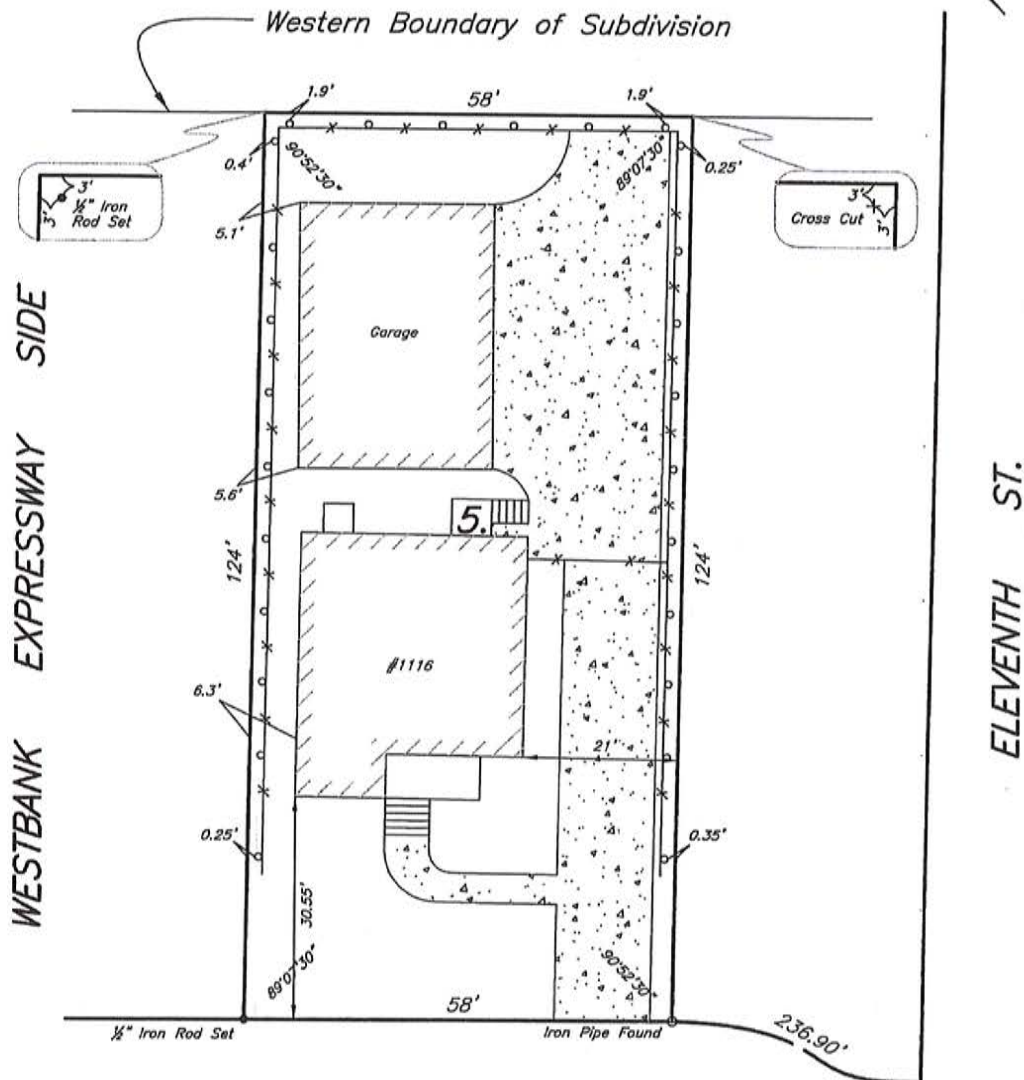 Western Boundary of Subdivision
1.9'
58'
1.9'
0.4'
90°52'30"
89°07'30"
0.25'
3'
3'
½" Iron
Rod Set
3'
3'
Cross Cut
5.1'
Garage
WESTBANK EXPRESSWAY SIDE
ELEVENTH ST.
5.6'
5.
124'
124'
#1116
6.3'
21'
0.25'
0.35'
30.55'
89°07'30"
90°52'30"
58'
½" Iron Rod Set
Iron Pipe Found
236.90'